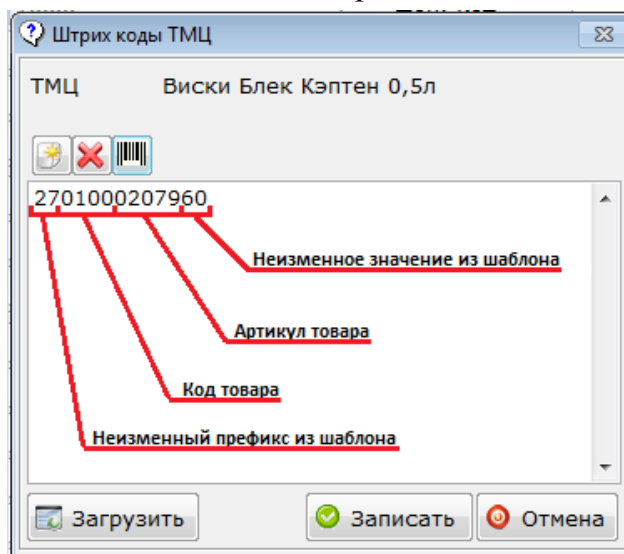 Штрих коды ТМЦ
ТМЦ Виски Блек Кэптен 0,5л
2701000207960
Неизменное значение из шаблона
Артикул товара
Код товара
Неизменный префикс из шаблона
Загрузить Записать Отмена